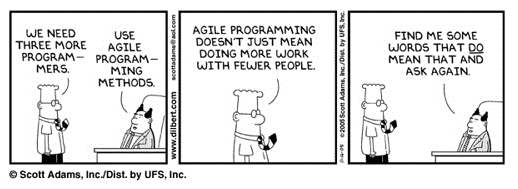 WE NEED
THREE MORE
PROGRAM-
MERS.
USE
AGILE
PROGRAM-
MING
METHODS.
scottadams@aol.com
www.dilbert.com
AGILE PROGRAMMING
DOESN'T JUST MEAN
DOING MORE WORK
WITH FEWER PEOPLE.
© 2005 Scott Adams, Inc./Dist. by UFS, Inc.
FIND ME SOME
WORDS THAT DO
MEAN THAT AND
ASK AGAIN.
© Scott Adams, Inc./Dist. by UFS, Inc.